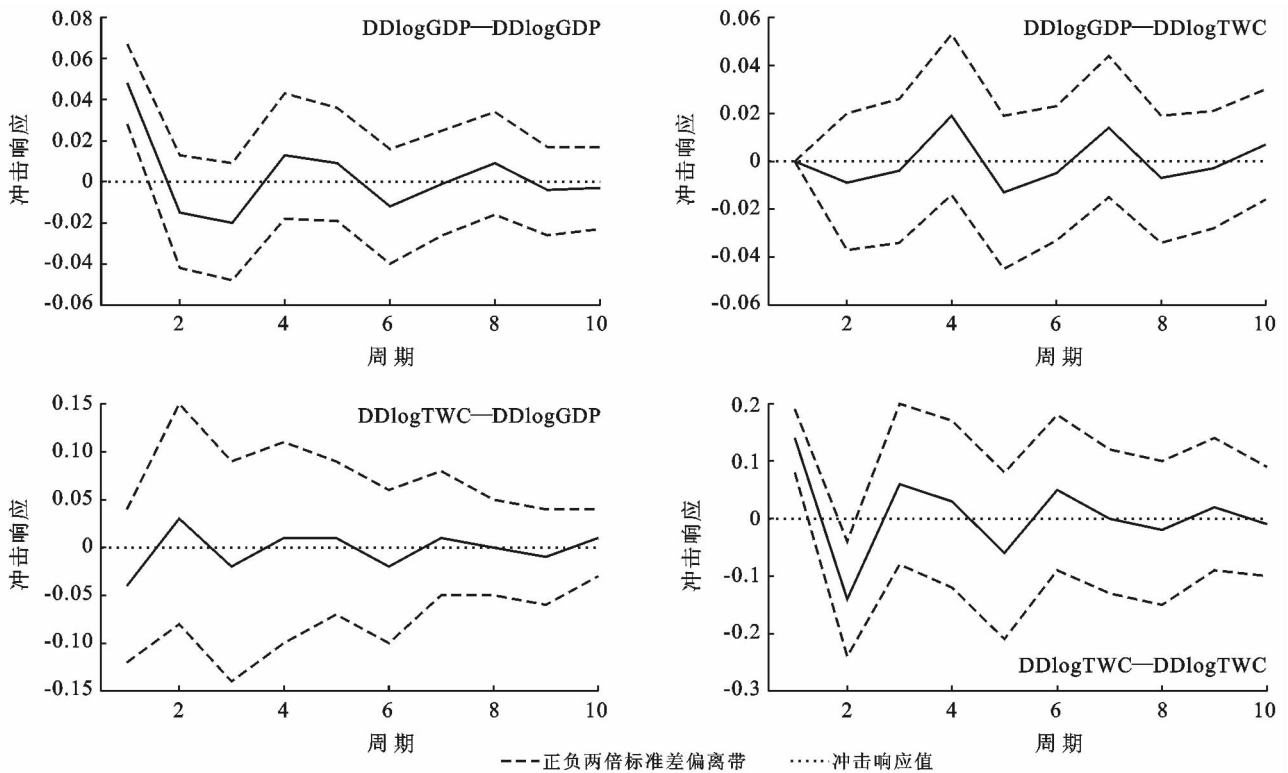 DDlogGDP—DDlogGDP
0.08
0.06
0.04
0.02
0
-0.02
-0.04
-0.06
冲击响应
2 4 6 8 10
周期
DDlogGDP—DDlogTWC
0.06
0.04
0.02
0
-0.02
-0.04
0.06
冲击响应
2 4 6 8 10
周期
DDlogTWC—DDlogGDP
0.15
0.10
0.05
0
-0.05
-0.10
-0.15
冲击响应
2 4 6 8 10
周期
0.2
0.1
0
-0.1
-0.2
-0.3
冲击响应
DDlogTWC—DDlogTWC
2 4 6 8 10
周期
正负两倍标准差偏离带 冲击响应值